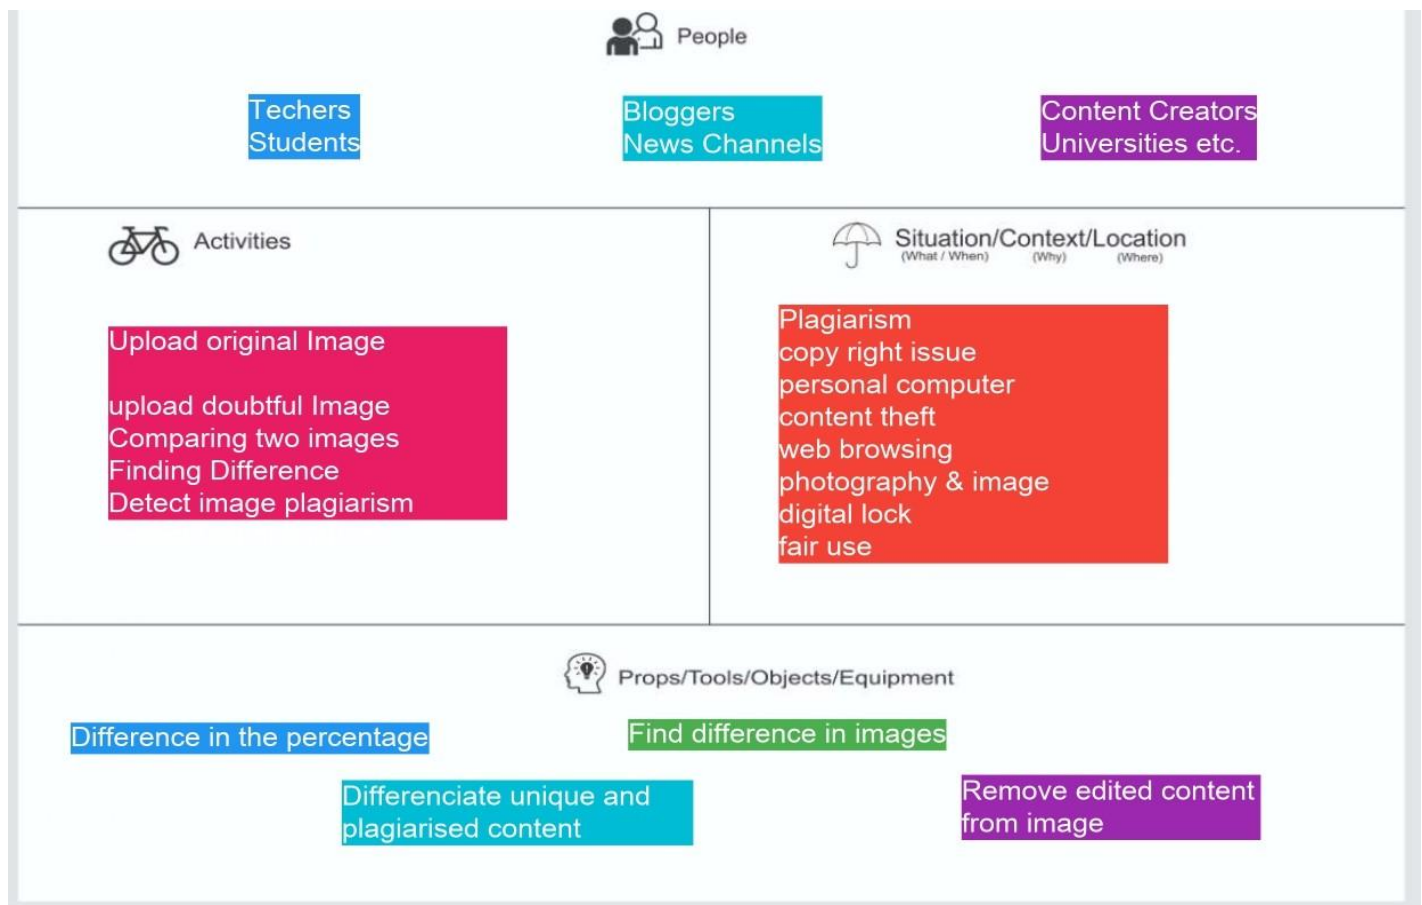 People
Techers
Students
Bloggers
News Channels
Content Creators
Universities etc.
Activities
Upload original Image
upload doubtful Image
Comparing two images
Finding Difference
Detect image plagiarism
Situation/Context/Location
(What / When) (Why) (Where)
Plagiarism
copy right issue
personal computer
content theft
web browsing
photography & image
digital lock
fair use
Props/Tools/Objects/Equipment
Difference in the percentage
Find difference in images
Differenciate unique and
plagiarised content
Remove edited content
from image